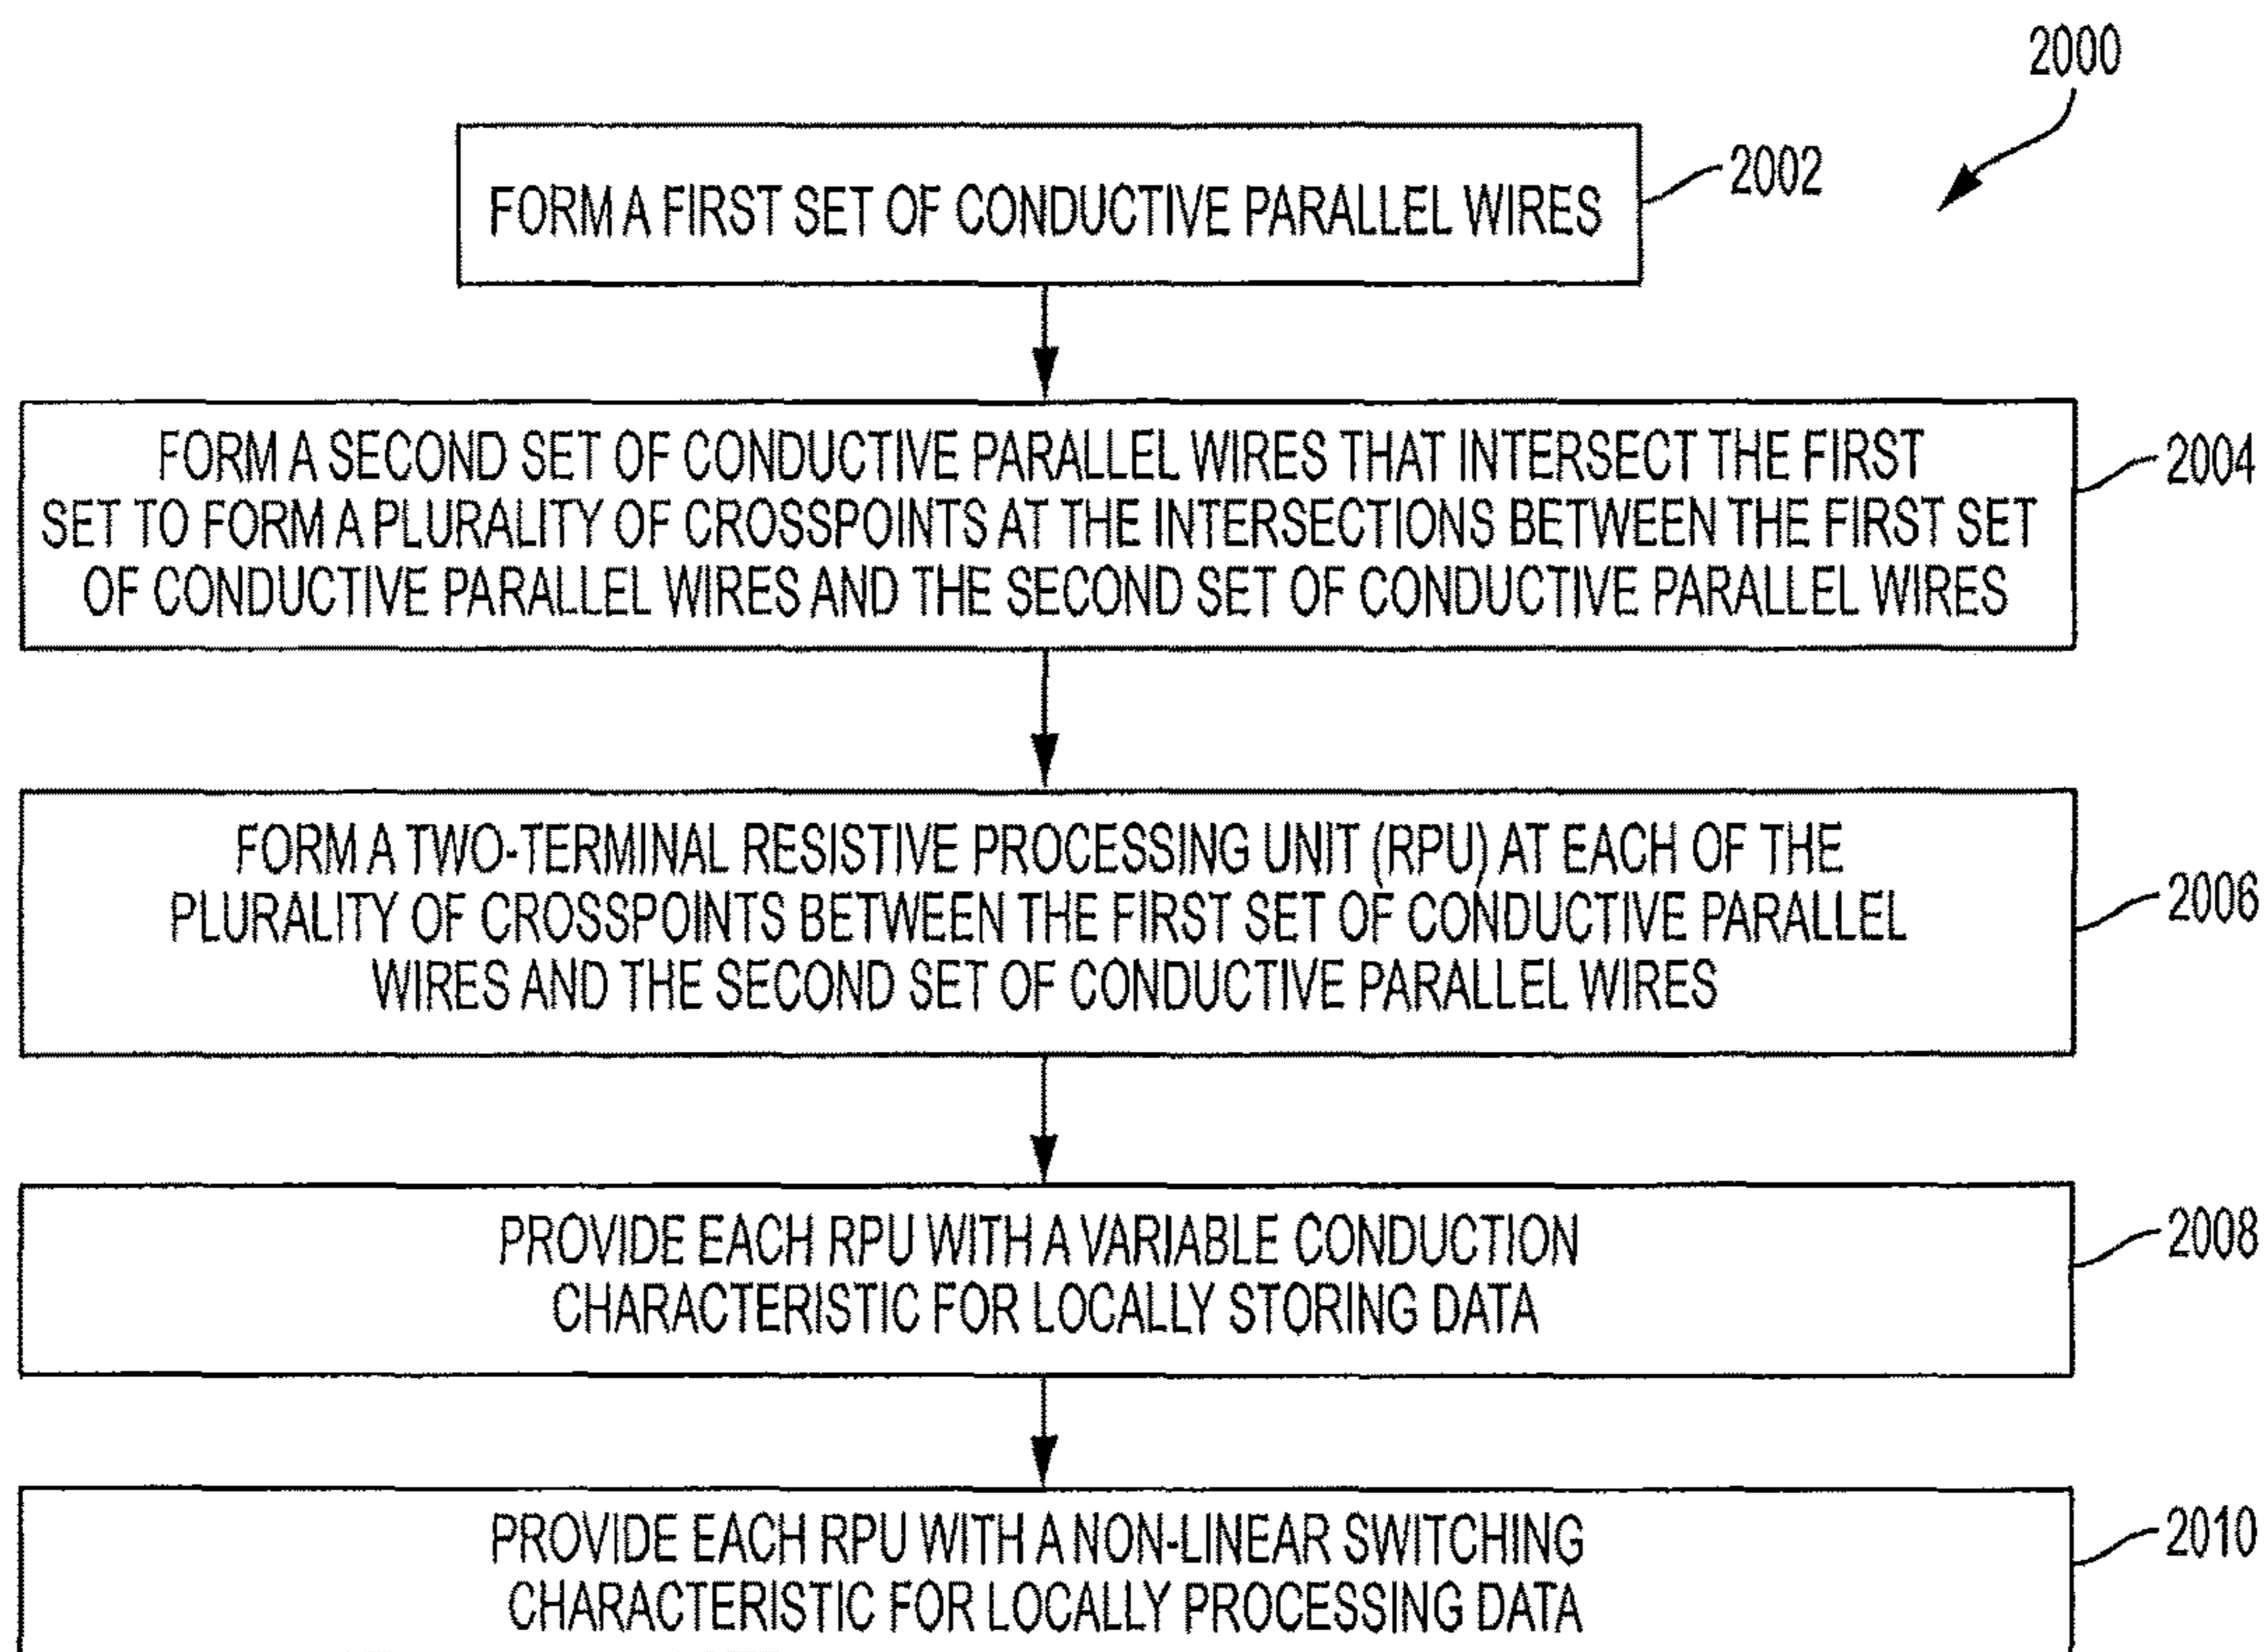 2000
FORM A FIRST SET OF CONDUCTIVE PARALLEL WIRES
2002
FORM A SECOND SET OF CONDUCTIVE PARALLEL WIRES THAT INTERSECT THE FIRST
SET TO FORM A PLURALITY OF CROSSPOINTS AT THE INTERSECTIONS BETWEEN THE FIRST SET
OF CONDUCTIVE PARALLEL WIRES AND THE SECOND SET OF CONDUCTIVE PARALLEL WIRES
2004
FORM A TWO-TERMINAL RESISTIVE PROCESSING UNIT (RPU) AT EACH OF THE
PLURALITY OF CROSSPOINTS BETWEEN THE FIRST SET OF CONDUCTIVE PARALLEL
WIRES AND THE SECOND SET OF CONDUCTIVE PARALLEL WIRES
2006
PROVIDE EACH RPU WITH A VARIABLE CONDUCTION
CHARACTERISTIC FOR LOCALLY STORING DATA
2008
PROVIDE EACH RPU WITH A NON-LINEAR SWITCHING
CHARACTERISTIC FOR LOCALLY PROCESSING DATA
2010